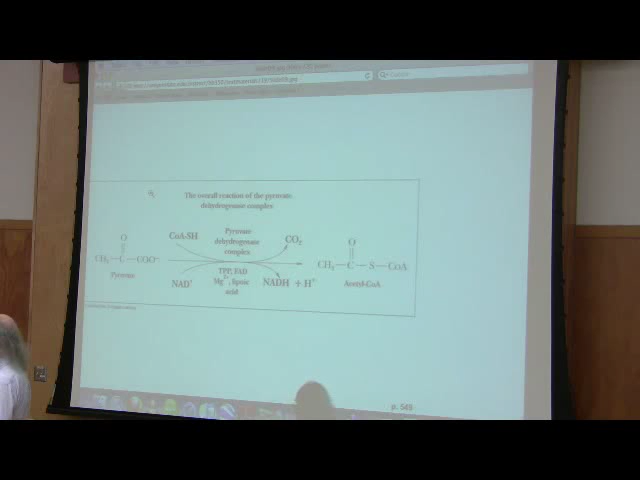 The overall reaction of the pyruvate
dehydrogenase complex
CoA-SH
Pyruvate
dehydrogenase
complex
CO2
O
CH3—C—COO−
Pyruvate
O
CH3—C—S—CoA
Acetyl-CoA
NAD+
TPP, FAD
Mg2+, lipoic
acid
NADH + H+
p. 549